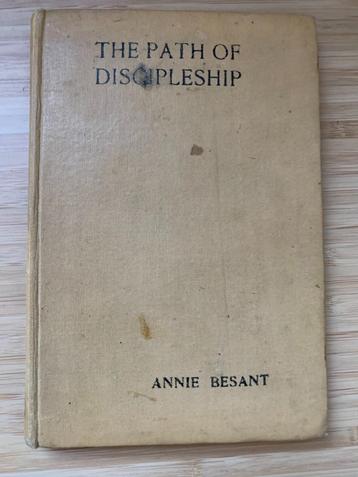 THE PATH OF
DISCIPLESHIP
ANNIE BESANT